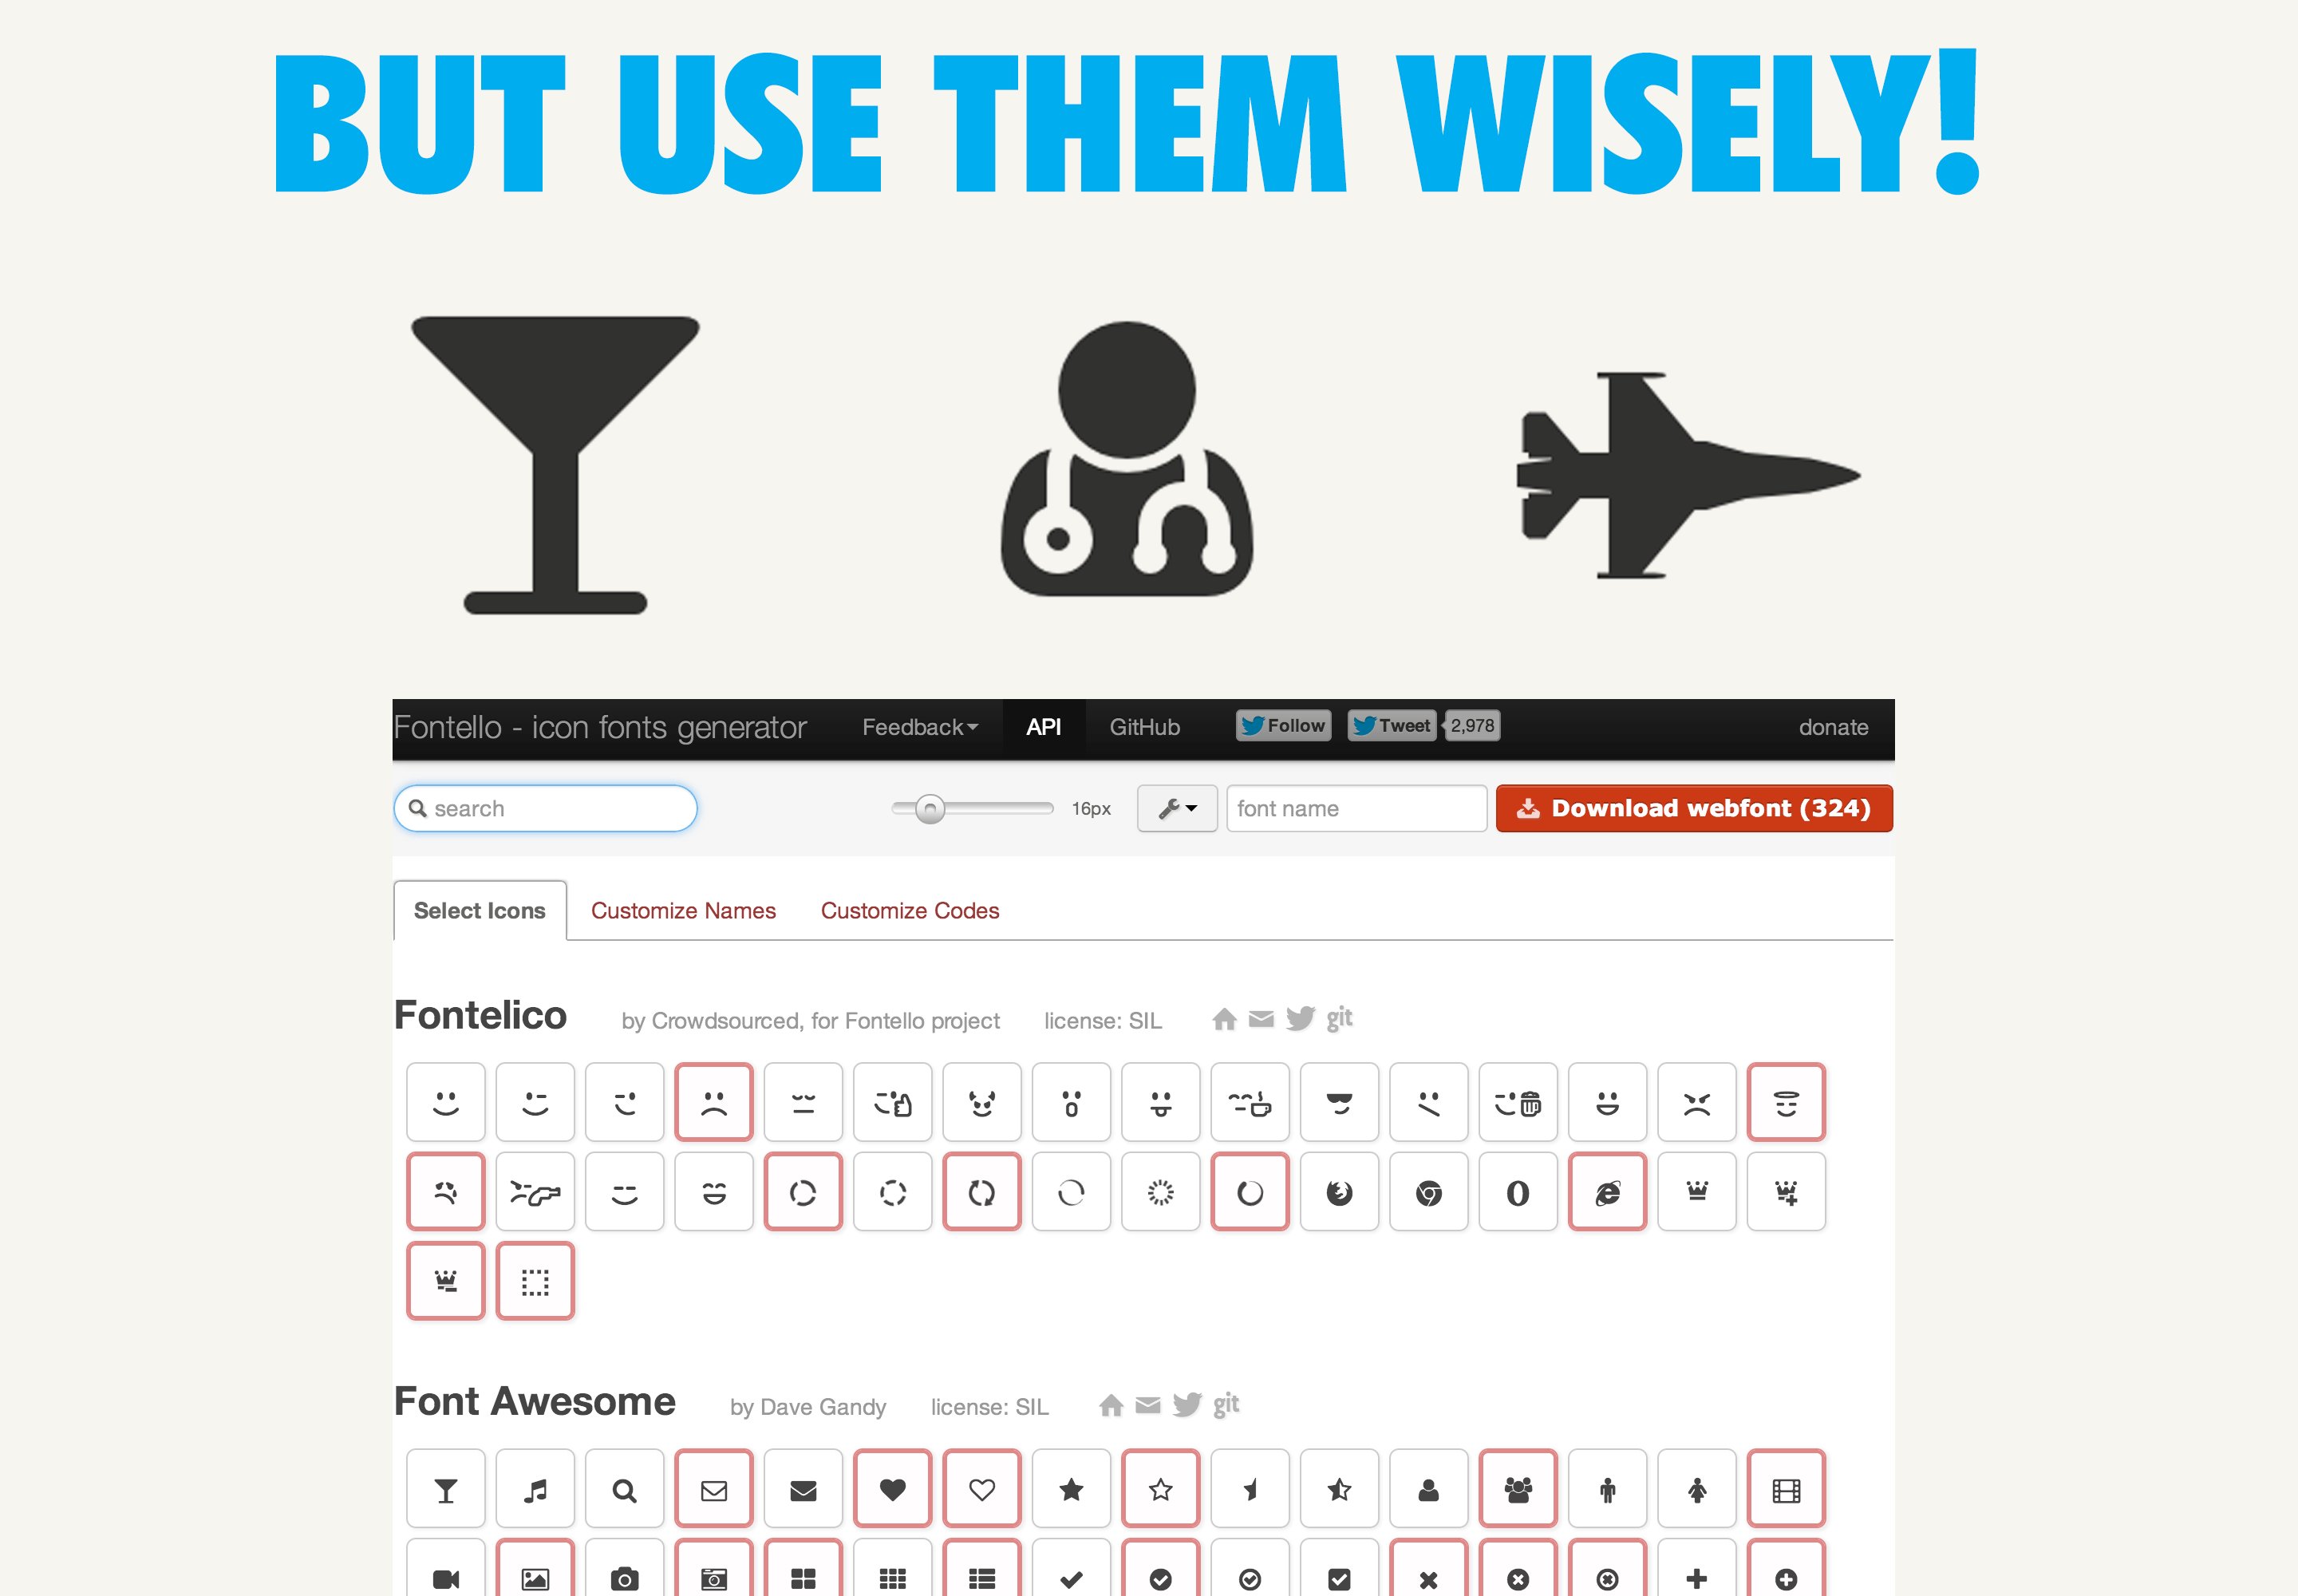 BUT USE THEM WISELY!
Fontello - icon fonts generator Feedback API GitHub Follow Tweet 2,978 donate
search 16px font name Download webfont (324)
Select Icons Customize Names Customize Codes
Fontelico by Crowdsourced, for Fontello project license: SIL git
Font Awesome by Dave Gandy license: SIL git